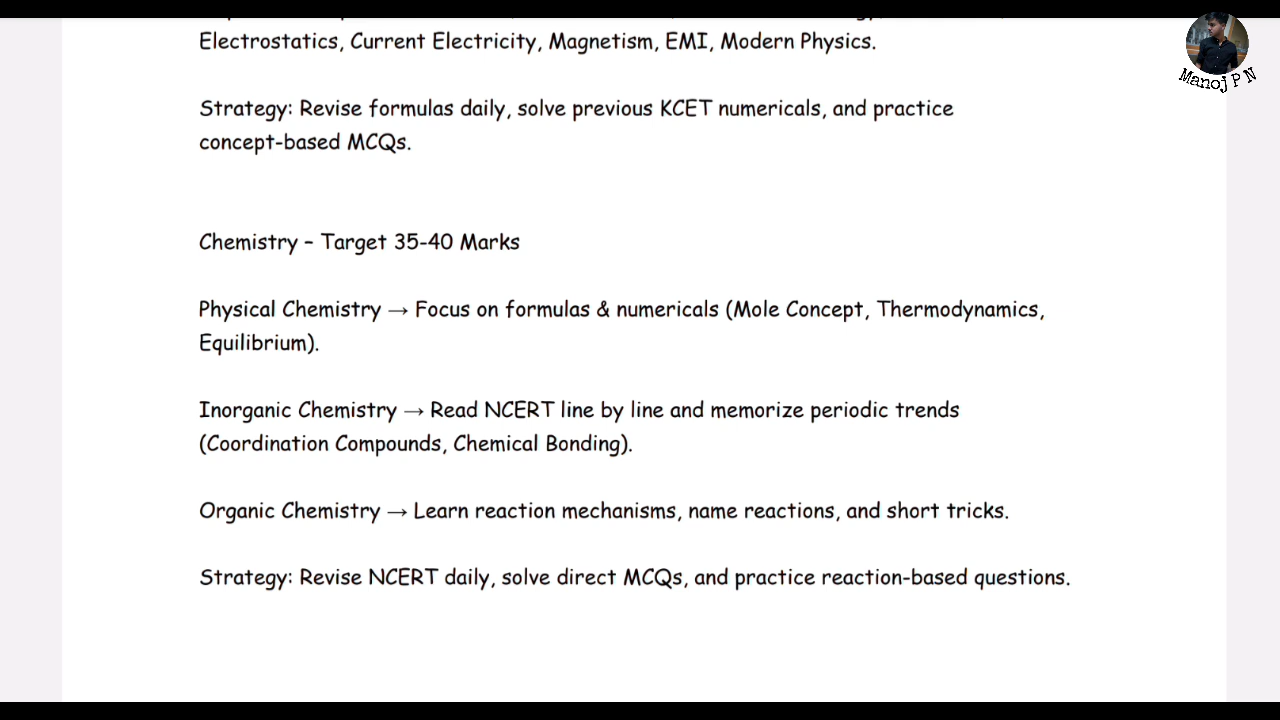 Electrostatics, Current Electricity, Magnetism, EMI, Modern Physics.
Manoj P N
Strategy: Revise formulas daily, solve previous KCET numericals, and practice
concept-based MCQs.
Chemistry – Target 35-40 Marks
Physical Chemistry → Focus on formulas & numericals (Mole Concept, Thermodynamics,
Equilibrium).
Inorganic Chemistry → Read NCERT line by line and memorize periodic trends
(Coordination Compounds, Chemical Bonding).
Organic Chemistry → Learn reaction mechanisms, name reactions, and short tricks.
Strategy: Revise NCERT daily, solve direct MCQs, and practice reaction-based questions.